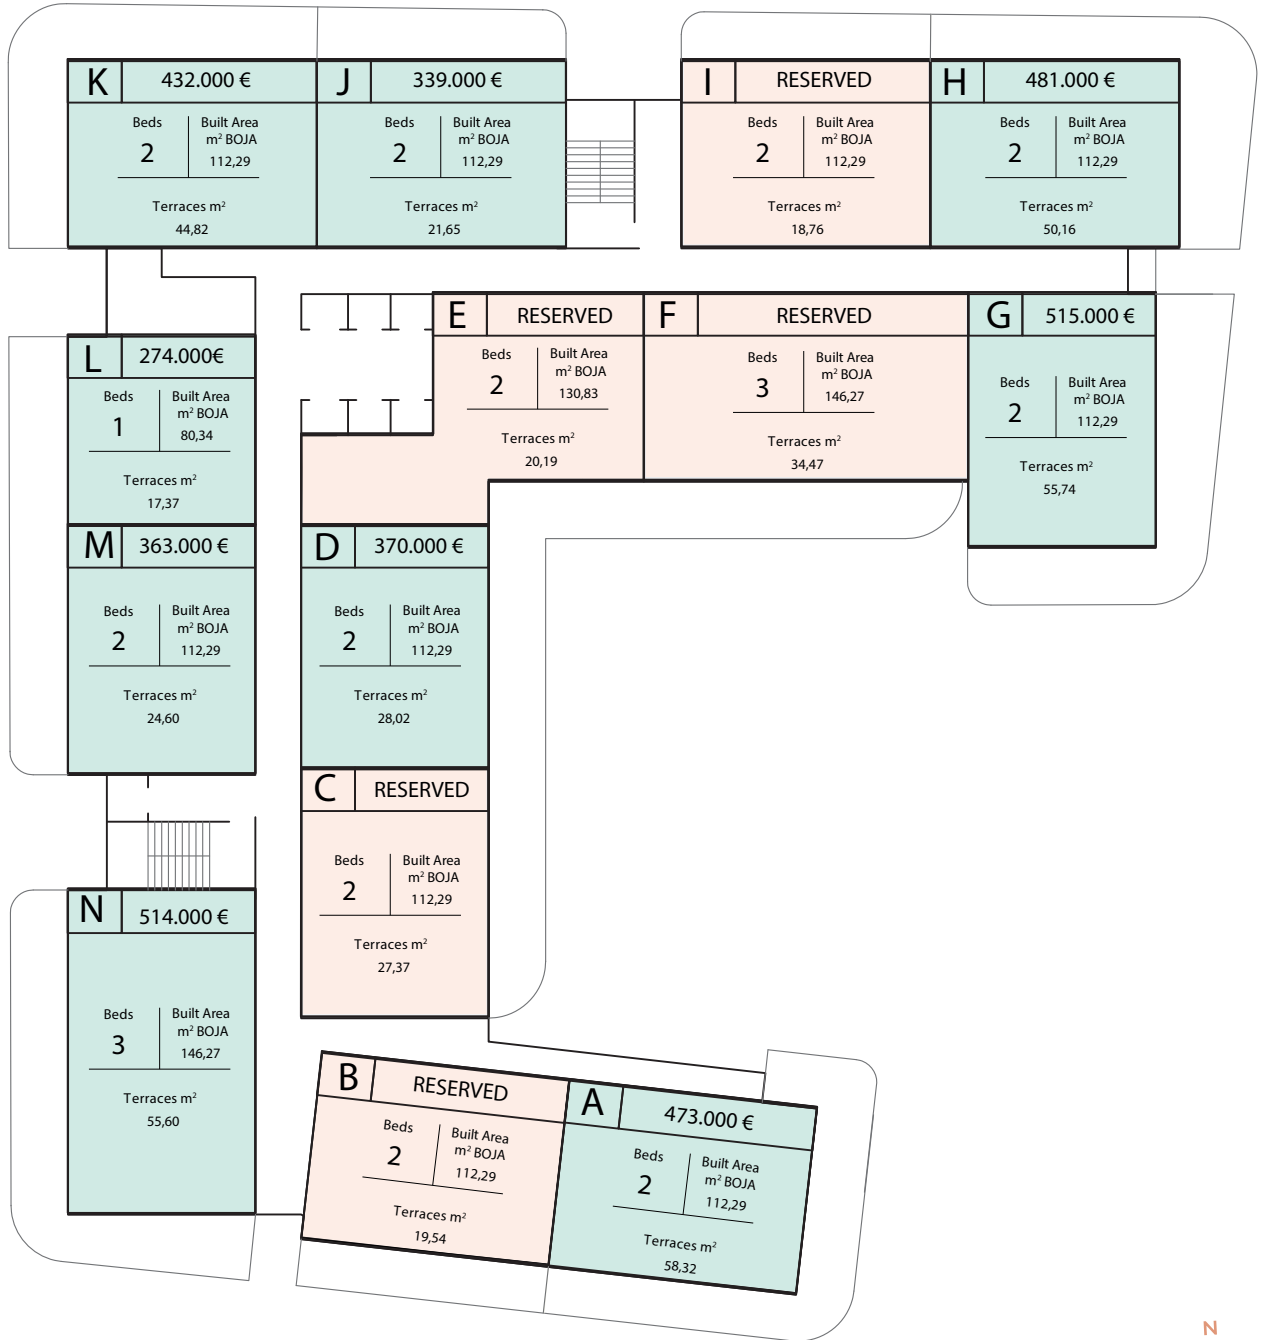 K 432.000 €
Beds
2
Built Area
m² BOJA
112,29
Terraces m²
44,82
J 339.000 €
Beds
2
Built Area
m² BOJA
112,29
Terraces m²
21,65
I RESERVED
Beds
2
Built Area
m² BOJA
112,29
Terraces m²
18,76
H 481.000 €
Beds
2
Built Area
m² BOJA
112,29
Terraces m²
50,16
E RESERVED
Beds
2
Built Area
m² BOJA
130,83
Terraces m²
20,19
F RESERVED
Beds
3
Built Area
m² BOJA
146,27
Terraces m²
34,47
G 515.000 €
Beds
2
Built Area
m² BOJA
112,29
Terraces m²
55,74
L 274.000€
Beds
1
Built Area
m² BOJA
80,34
Terraces m²
17,37
M 363.000 €
Beds
2
Built Area
m² BOJA
112,29
Terraces m²
24,60
D 370.000 €
Beds
2
Built Area
m² BOJA
112,29
Terraces m²
28,02
C RESERVED
Beds
2
Built Area
m² BOJA
112,29
Terraces m²
27,37
N 514.000 €
Beds
3
Built Area
m² BOJA
146,27
Terraces m²
55,60
B RESERVED
Beds
2
Built Area
m² BOJA
112,29
Terraces m²
19,54
A 473.000 €
Beds
2
Built Area
m² BOJA
112,29
Terraces m²
58,32
N